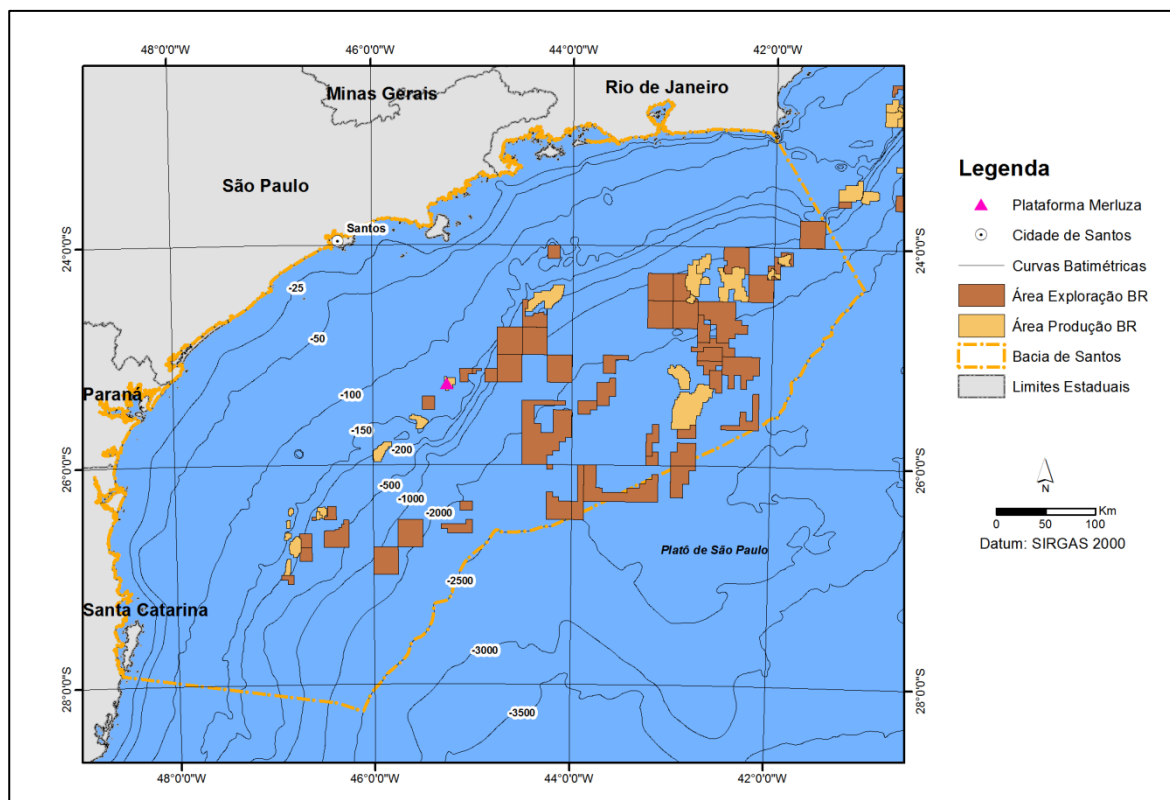 48°0'0"W
46°0'0"W
44°0'0"W
42°0'0"W
Minas Gerais
Rio de Janeiro
São Paulo
Santos
24°0'0"S
24°0'0"S
-25
-50
Paraná
-100
-150
-200
26°0'0"S
26°0'0"S
-500
-1000
-2000
Platô de São Paulo
-2500
Santa Catarina
-3000
28°0'0"S
28°0'0"S
-3500
48°0'0"W
46°0'0"W
44°0'0"W
42°0'0"W
Legenda
Plataforma Merluza
Cidade de Santos
Curvas Batimétricas
Área Exploração BR
Área Produção BR
Bacia de Santos
Limites Estaduais
N
Km
0 50 100
Datum: SIRGAS 2000